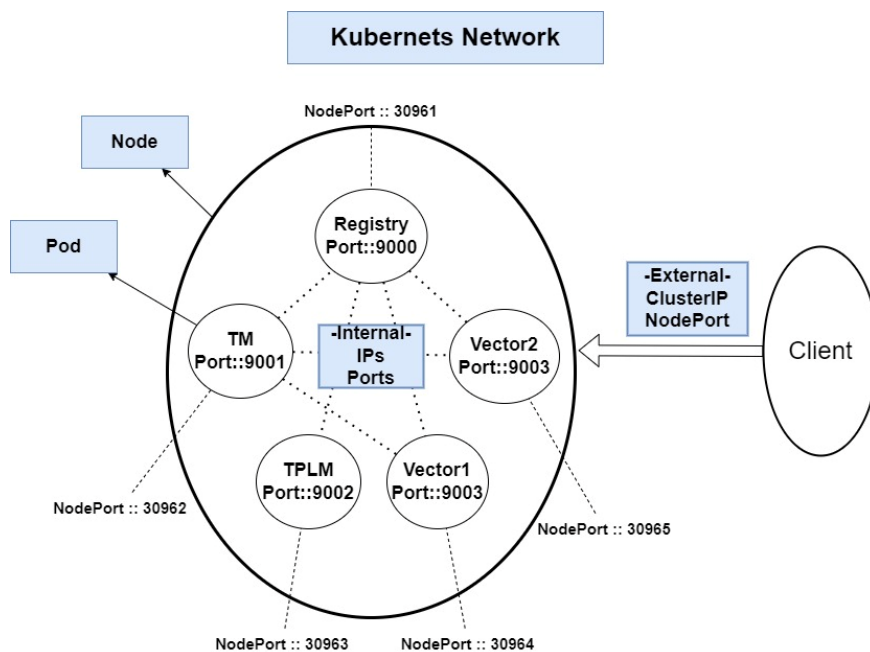 Kubernets Network
NodePort :: 30961
Node
Pod
Registry
Port::9000
-External-
ClusterIP
NodePort
TM
Port::9001
-Internal-
IPs
Ports
Vector2
Port::9003
Client
TPLM
Port::9002
Vector1
Port::9003
NodePort :: 30962
NodePort :: 30965
NodePort :: 30963
NodePort :: 30964